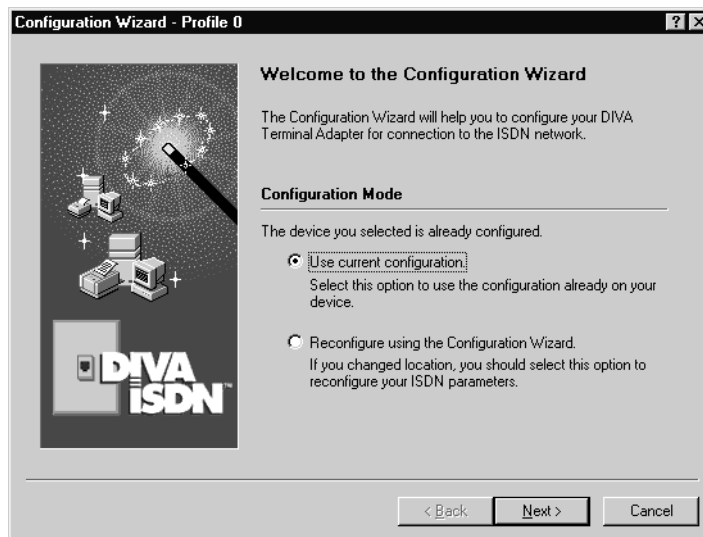 Configuration Wizard - Profile 0
Welcome to the Configuration Wizard
The Configuration Wizard will help you to configure your DIVA
Terminal Adapter for connection to the ISDN network.
Configuration Mode
The device you selected is already configured.
Use current configuration.
Select this option to use the configuration already on your
device.
Reconfigure using the Configuration Wizard.
If you changed location, you should select this option to
reconfigure your ISDN parameters.
DIVA
ISDN™
< Back
Next >
Cancel